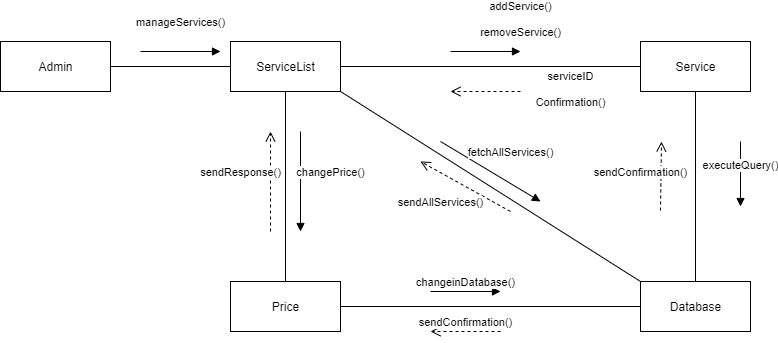 addService()
manageServices()
removeService()
Admin
ServiceList
Service
serviceID
Confirmation()
fetchAllServices()
executeQuery()
sendResponse()
changePrice()
sendConfirmation()
sendAllServices()
changeinDatabase()
Price
Database
sendConfirmation()